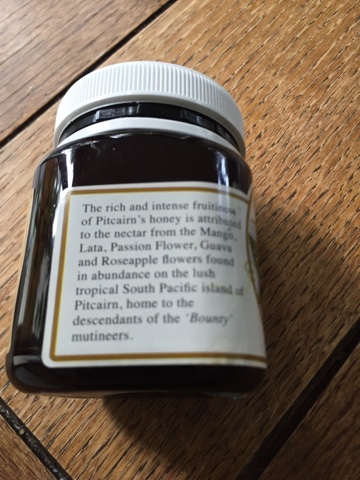 The rich and intense fruitiness
of Pitcairn's honey is attributed
to the nectar from the Mango,
Lata, Passion Flower, Guava
and Roseapple flowers found
in abundance on the lush
tropical South Pacific island of
Pitcairn, home to the
descendants of the 'Bounty'
mutineers.